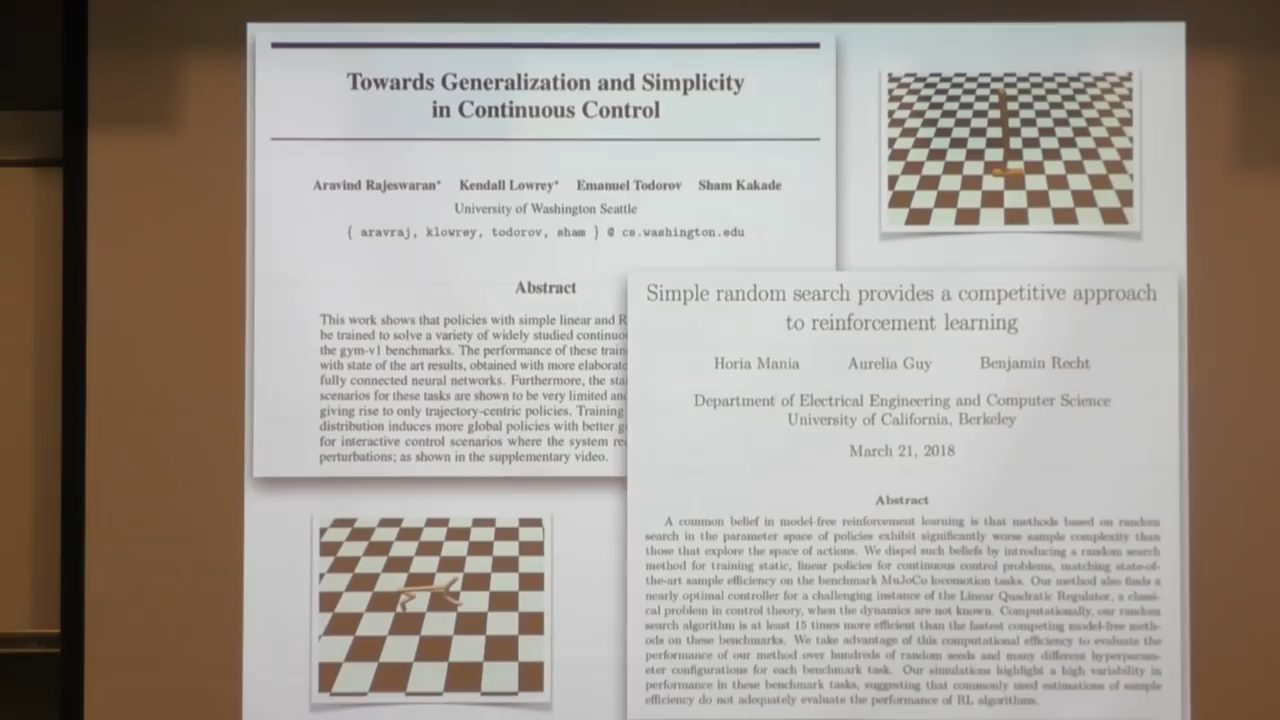 Towards Generalization and Simplicity
in Continuous Control
Aravind Rajeswaran* Kendall Lowrey* Emanuel Todorov Sham Kakade
University of Washington Seattle
{ aravraj, klowrey, todorov, sham } @ cs.washington.edu
Abstract
This work shows that policies with simple linear and R
be trained to solve a variety of widely studied continuo
the gym-v1 benchmarks. The performance of these train
with state of the art results, obtained with more elaborate
fully connected neural networks. Furthermore, the sta
scenarios for these tasks are shown to be very limited and
giving rise to only trajectory-centric policies. Training
distribution induces more global policies with better g
for interactive control scenarios where the system re
perturbations; as shown in the supplementary video.
Simple random search provides a competitive approach
to reinforcement learning
Horia Mania Aurelia Guy Benjamin Recht
Department of Electrical Engineering and Computer Science
University of California, Berkeley
March 21, 2018
Abstract
A common belief in model-free reinforcement learning is that methods based on random
search in the parameter space of policies exhibit significantly worse sample complexity than
those that explore the space of actions. We dispel such beliefs by introducing a random search
method for training static, linear policies for continuous control problems, matching state-of-
the-art sample efficiency on the benchmark MuJoCo locomotion tasks. Our method also finds a
nearly optimal controller for a challenging instance of the Linear Quadratic Regulator, a classi-
cal problem in control theory, when the dynamics are not known. Computationally, our random
search algorithm is at least 15 times more efficient than the fastest competing model-free meth-
ods on these benchmarks. We take advantage of this computational efficiency to evaluate the
performance of our method over hundreds of random seeds and many different hyperparam-
eter configurations for each benchmark task. Our simulations highlight a high variability in
performance in these benchmark tasks, suggesting that commonly used estimations of sample
efficiency do not adequately evaluate the performance of RL algorithms.